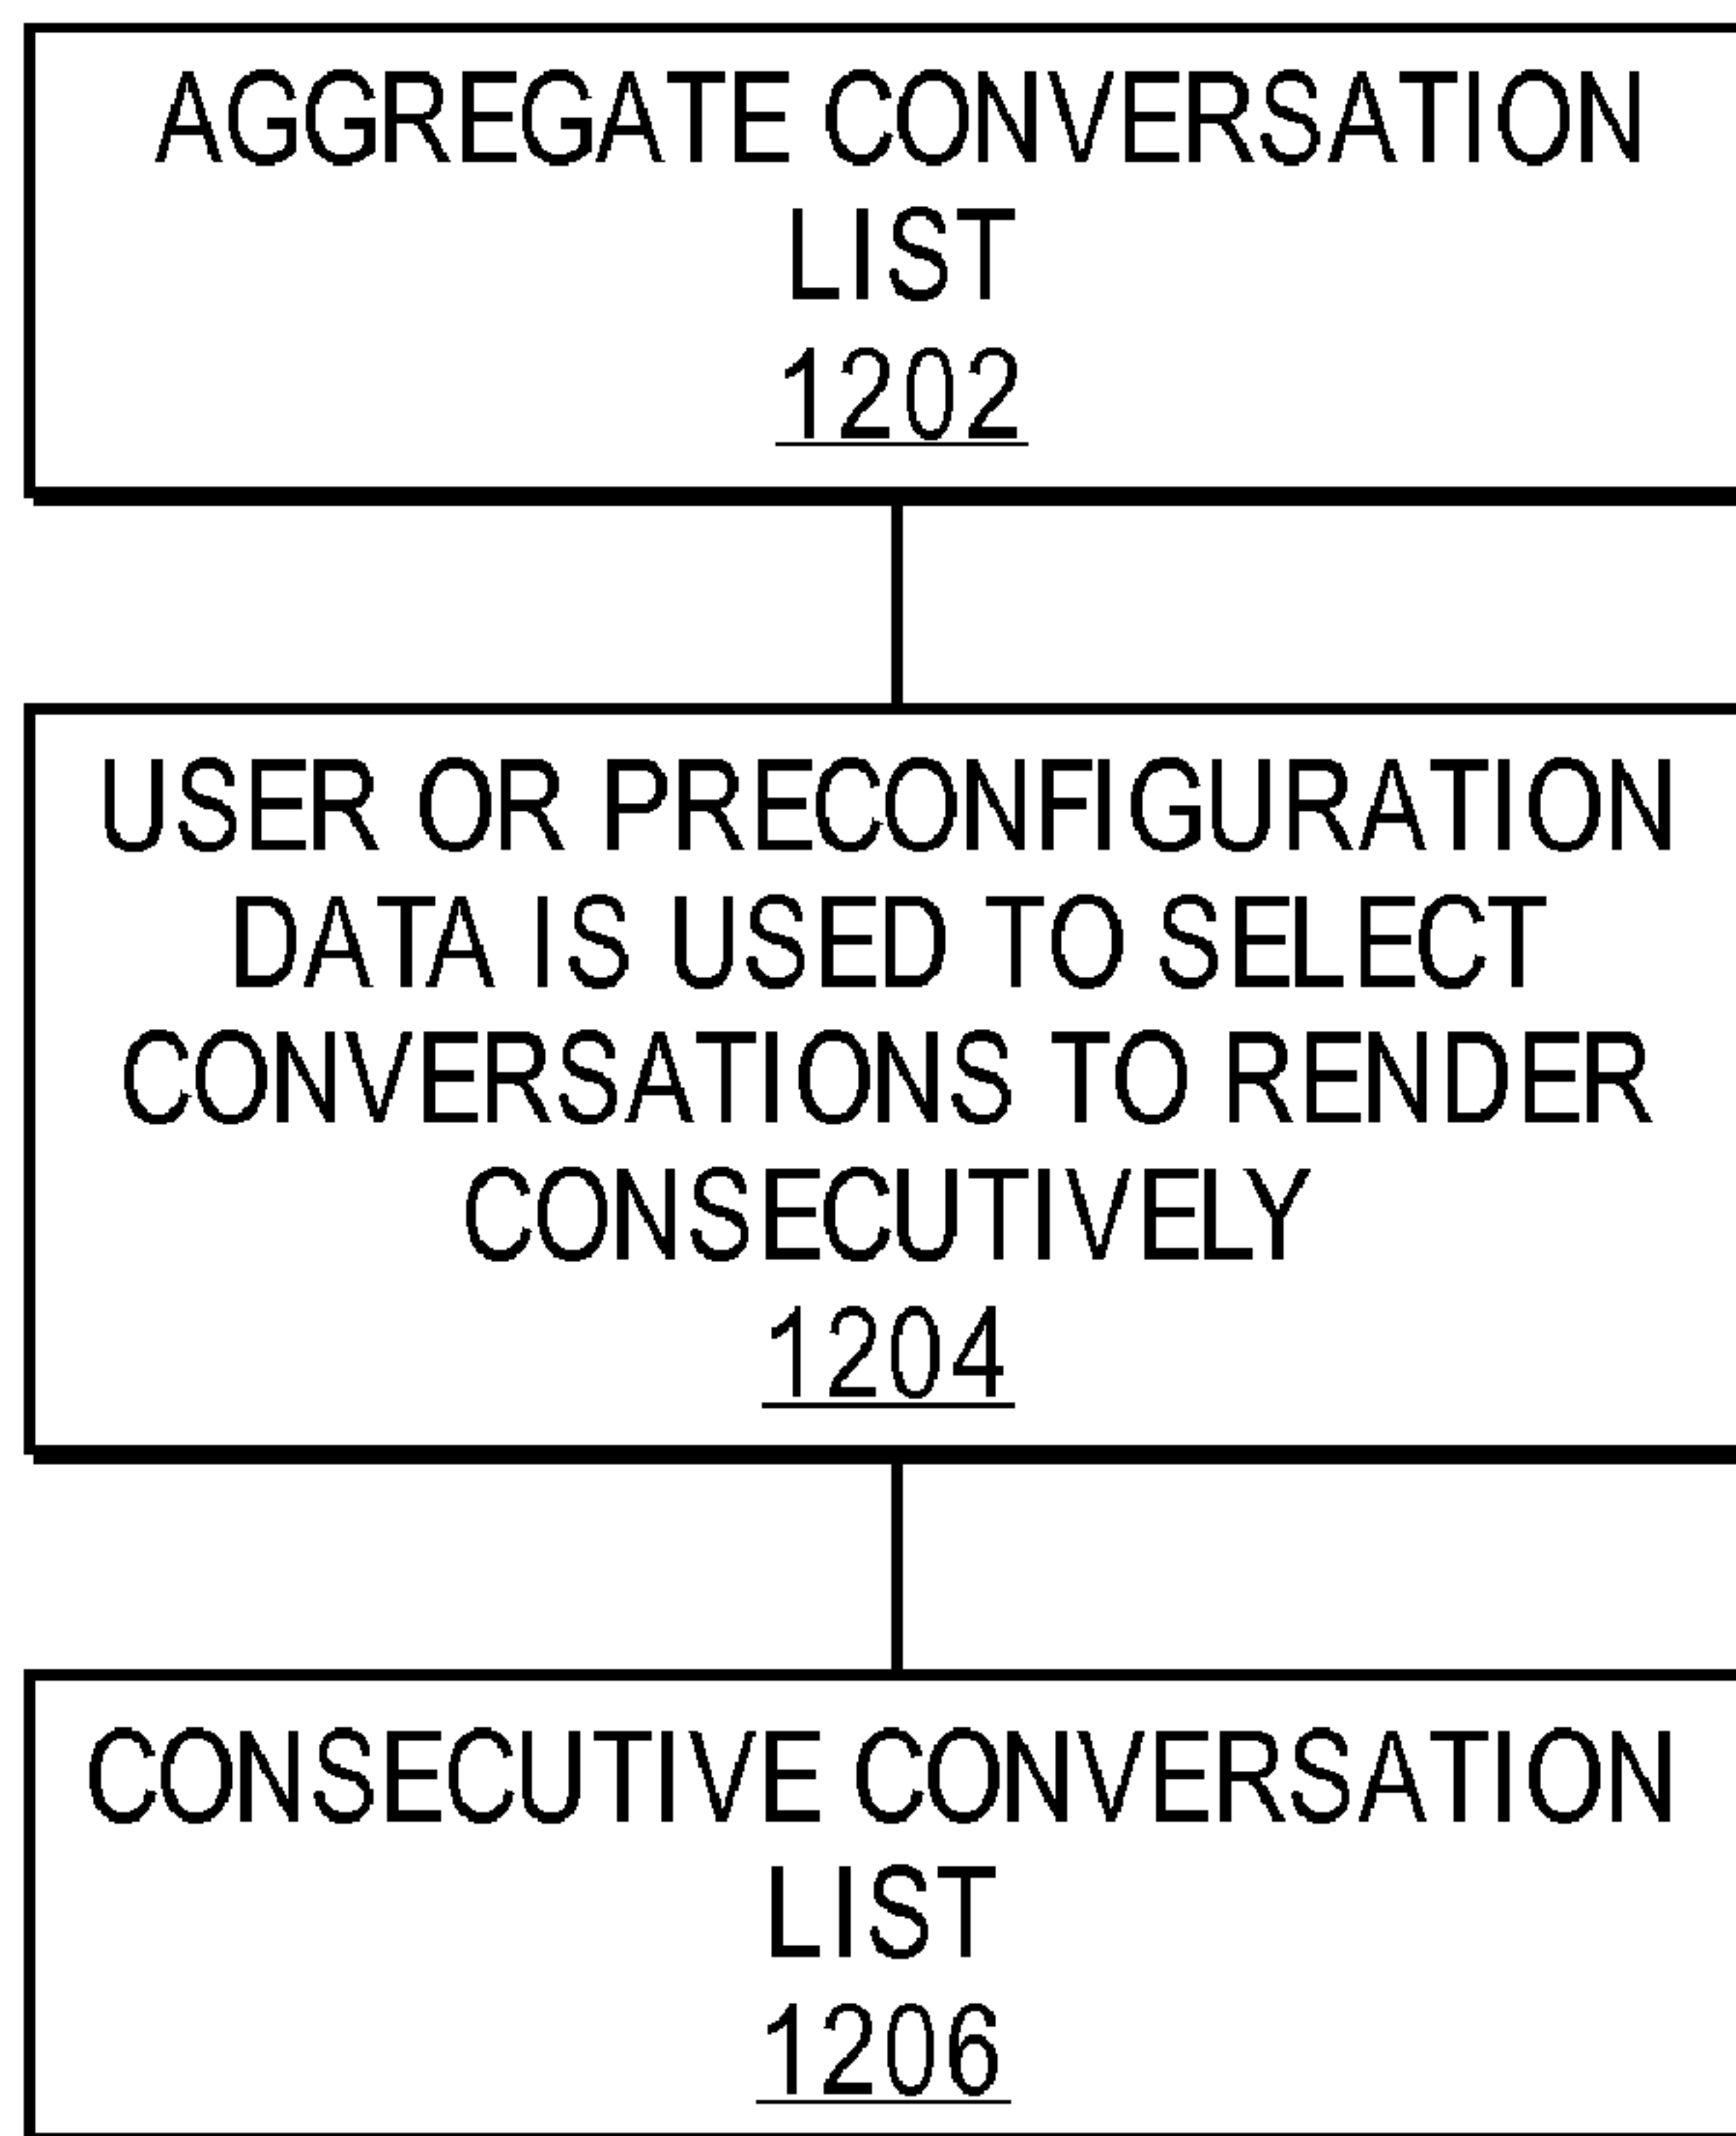 AGGREGATE CONVERSATION
LIST
1202
USER OR PRECONFIGURATION
DATA IS USED TO SELECT
CONVERSATIONS TO RENDER
CONSECUTIVELY
1204
CONSECUTIVE CONVERSATION
LIST
1206